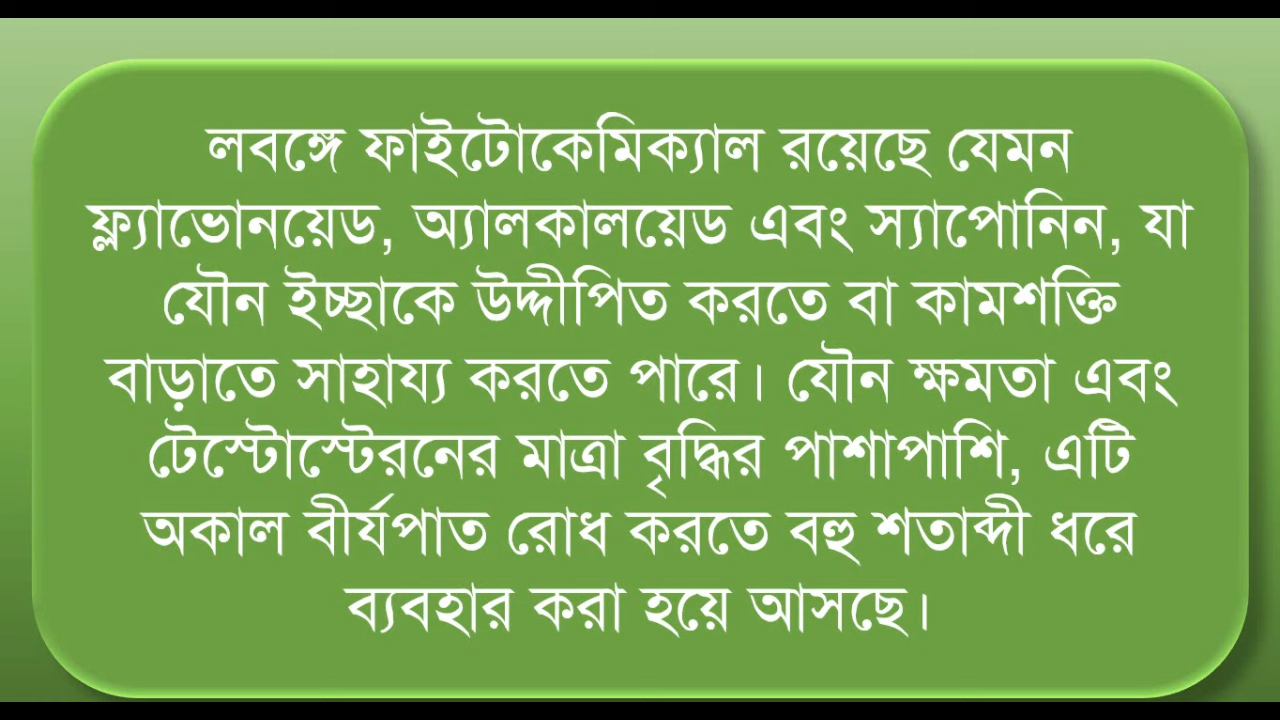 লবঙ্গে ফাইটোকেমিক্যাল রয়েছে যেমন
ফ্ল্যাভোনয়েড, অ্যালকালয়েড এবং স্যাপোনিন, যা
যৌন ইচ্ছাকে উদ্দীপিত করতে বা কামশক্তি
বাড়াতে সাহায্য করতে পারে। যৌন ক্ষমতা এবং
টেস্টোস্টেরনের মাত্রা বৃদ্ধির পাশাপাশি, এটি
অকাল বীর্যপাত রোধ করতে বহু শতাব্দী ধরে
ব্যবহার করা হয়ে আসছে।